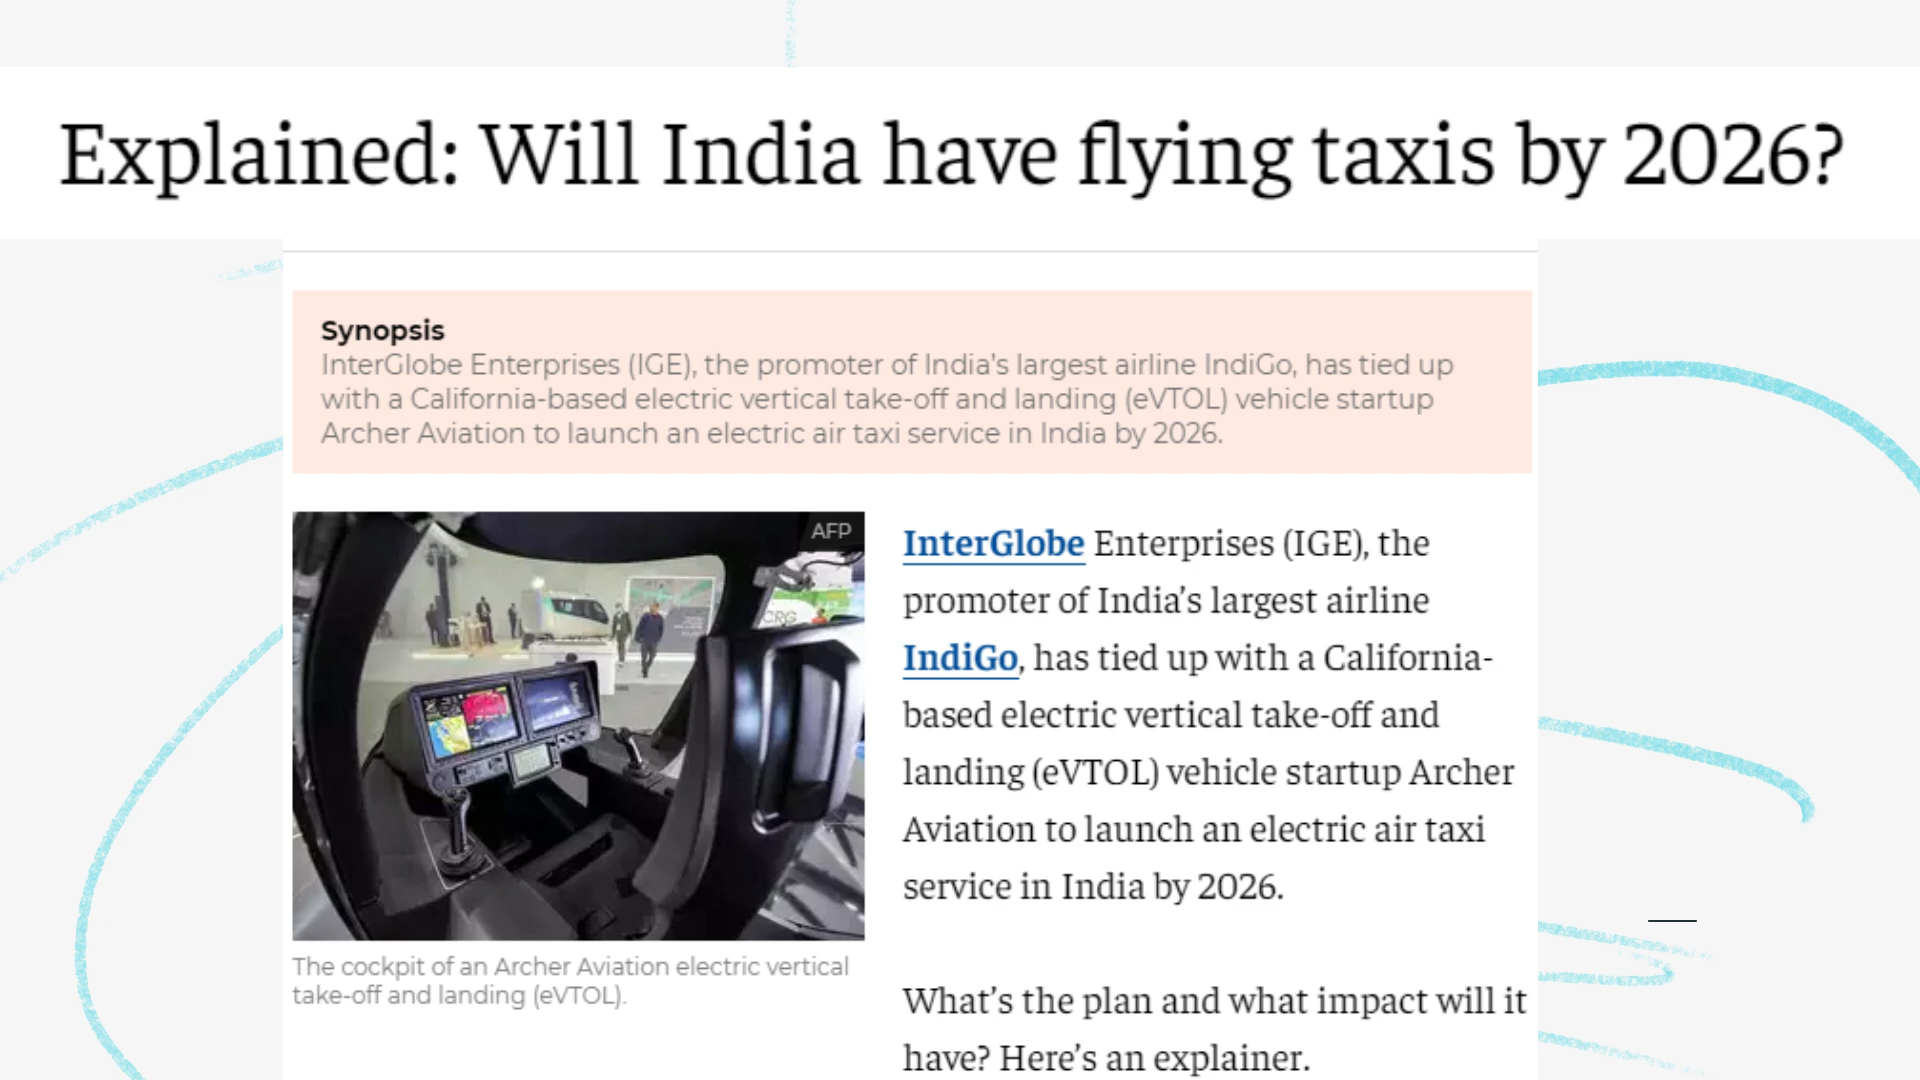 Explained: Will India have flying taxis by 2026?
Synopsis
InterGlobe Enterprises (IGE), the promoter of India's largest airline IndiGo, has tied up
with a California-based electric vertical take-off and landing (eVTOL) vehicle startup
Archer Aviation to launch an electric air taxi service in India by 2026.
AFP
CRG
The cockpit of an Archer Aviation electric vertical
take-off and landing (eVTOL).
InterGlobe Enterprises (IGE), the
promoter of India’s largest airline
IndiGo, has tied up with a California-
based electric vertical take-off and
landing (eVTOL) vehicle startup Archer
Aviation to launch an electric air taxi
service in India by 2026.
What’s the plan and what impact will it
have? Here’s an explainer.